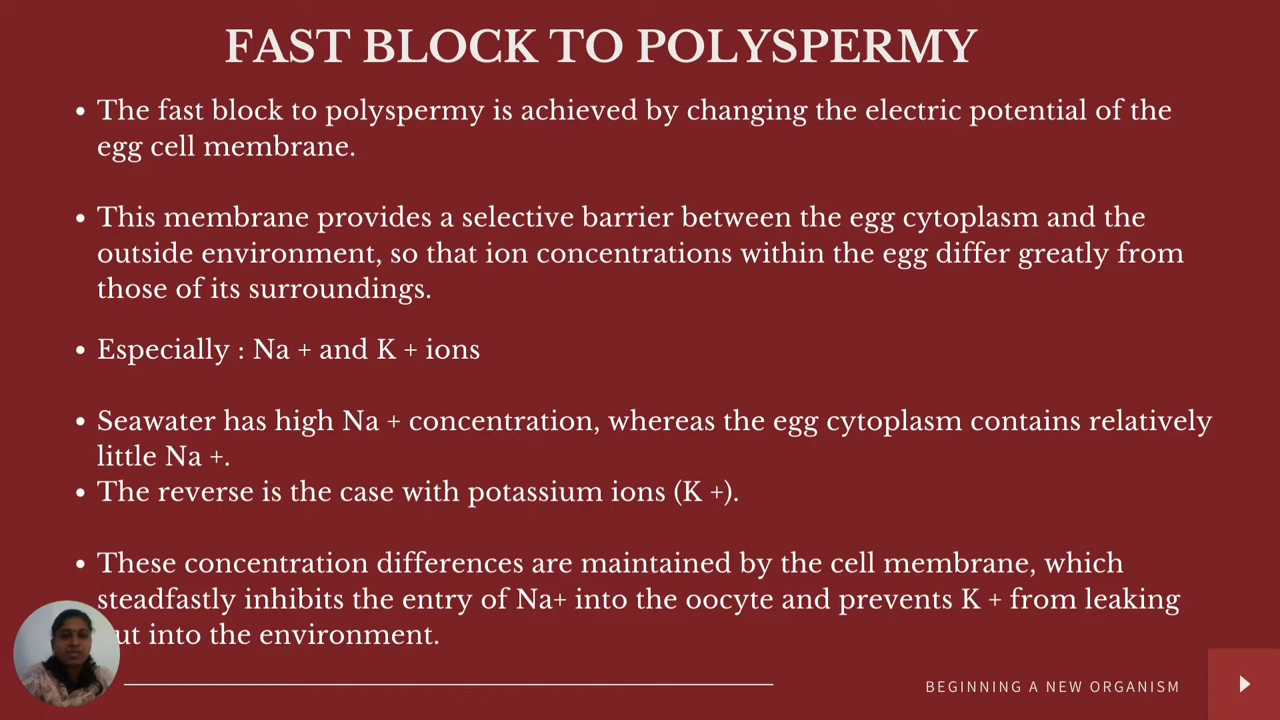 FAST BLOCK TO POLYSPERMY
• The fast block to polyspermy is achieved by changing the electric potential of the
egg cell membrane.
• This membrane provides a selective barrier between the egg cytoplasm and the
outside environment, so that ion concentrations within the egg differ greatly from
those of its surroundings.
• Especially : Na + and K + ions
• Seawater has high Na + concentration, whereas the egg cytoplasm contains relatively
little Na +.
• The reverse is the case with potassium ions (K +).
• These concentration differences are maintained by the cell membrane, which
steadfastly inhibits the entry of Na+ into the oocyte and prevents K + from leaking
ut into the environment.
BEGINNING A NEW ORGANISM